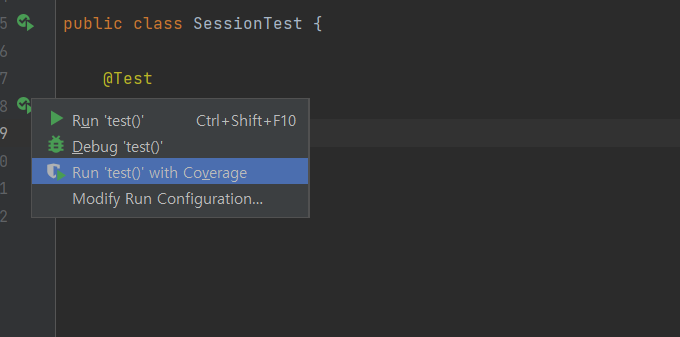 5 public class SessionTest {
6
7 @Test
8
Run 'test()' Ctrl+Shift+F10
9
Debug 'test()'
0
Run 'test()' with Coverage
1
Modify Run Configuration...
2